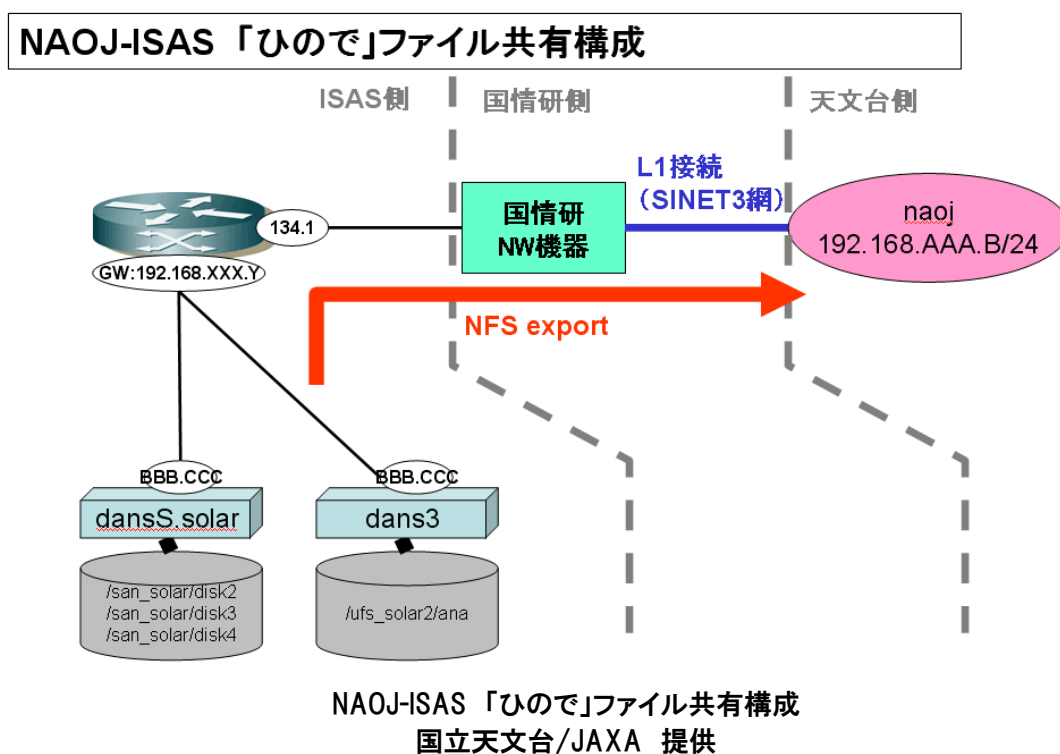 NAOJ-ISAS 「ひので」ファイル共有構成
ISAS側
国情研側
天文台側
L1接続
（SINET3網）
134.1
国情研
NW機器
naoj
192.168.AAA.B/24
GW:192.168.XXX.Y
NFS export
BBB.CCC
BBB.CCC
dansS.solar
dans3
/san_solar/disk2
/san_solar/disk3
/san_solar/disk4
/ufs_solar2/ana
NAOJ-ISAS 「ひので」ファイル共有構成
国立天文台/JAXA 提供